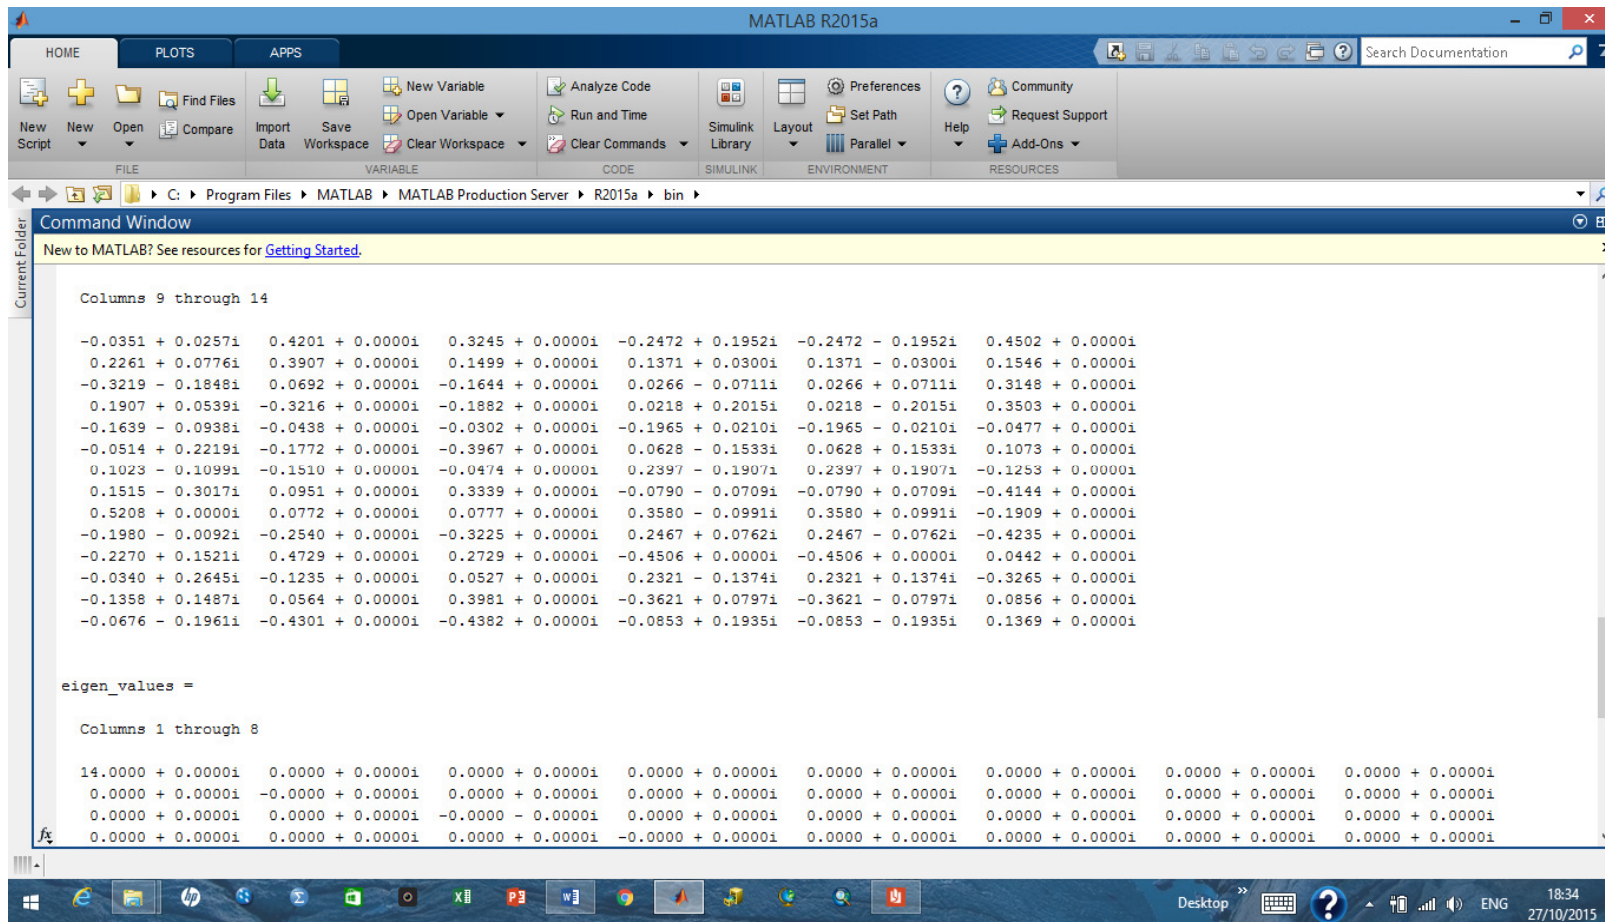 MATLAB R2015a
HOME PLOTS APPS Search Documentation
New Script New Open Find Files Compare Import Data Save Workspace New Variable Open Variable Clear Workspace Analyze Code Run and Time Clear Commands Simulink Library Layout Preferences Set Path Parallel Help Community Request Support Add-Ons
FILE VARIABLE CODE SIMULINK ENVIRONMENT RESOURCES
C: Program Files MATLAB MATLAB Production Server R2015a bin
Current Folder
Command Window
New to MATLAB? See resources for Getting Started.
Columns 9 through 14
-0.0351 + 0.0257i 0.4201 + 0.0000i 0.3245 + 0.0000i -0.2472 + 0.1952i -0.2472 - 0.1952i 0.4502 + 0.0000i
0.2261 + 0.0776i 0.3907 + 0.0000i 0.1499 + 0.0000i 0.1371 + 0.0300i 0.1371 - 0.0300i 0.1546 + 0.0000i
-0.3219 - 0.1848i 0.0692 + 0.0000i -0.1644 + 0.0000i 0.0266 - 0.0711i 0.0266 + 0.0711i 0.3148 + 0.0000i
0.1907 + 0.0539i -0.3216 + 0.0000i -0.1882 + 0.0000i 0.0218 + 0.2015i 0.0218 - 0.2015i 0.3503 + 0.0000i
-0.1639 - 0.0938i -0.0438 + 0.0000i -0.0302 + 0.0000i -0.1965 + 0.0210i -0.1965 - 0.0210i -0.0477 + 0.0000i
-0.0514 + 0.2219i -0.1772 + 0.0000i -0.3967 + 0.0000i 0.0628 - 0.1533i 0.0628 + 0.1533i 0.1073 + 0.0000i
0.1023 - 0.1099i -0.1510 + 0.0000i -0.0474 + 0.0000i 0.2397 - 0.1907i 0.2397 + 0.1907i -0.1253 + 0.0000i
0.1515 - 0.3017i 0.0951 + 0.0000i 0.3339 + 0.0000i -0.0790 - 0.0709i -0.0790 + 0.0709i -0.4144 + 0.0000i
0.5208 + 0.0000i 0.0772 + 0.0000i 0.0777 + 0.0000i 0.3580 - 0.0991i 0.3580 + 0.0991i -0.1909 + 0.0000i
-0.1980 - 0.0092i -0.2540 + 0.0000i -0.3225 + 0.0000i 0.2467 + 0.0762i 0.2467 - 0.0762i -0.4235 + 0.0000i
-0.2270 + 0.1521i 0.4729 + 0.0000i 0.2729 + 0.0000i -0.4506 + 0.0000i -0.4506 + 0.0000i 0.0442 + 0.0000i
-0.0340 + 0.2645i -0.1235 + 0.0000i 0.0527 + 0.0000i 0.2321 - 0.1374i 0.2321 + 0.1374i -0.3265 + 0.0000i
-0.1358 + 0.1487i 0.0564 + 0.0000i 0.3981 + 0.0000i -0.3621 + 0.0797i -0.3621 - 0.0797i 0.0856 + 0.0000i
-0.0676 - 0.1961i -0.4301 + 0.0000i -0.4382 + 0.0000i -0.0853 + 0.1935i -0.0853 - 0.1935i 0.1369 + 0.0000i
eigen_values =
Columns 1 through 8
14.0000 + 0.0000i 0.0000 + 0.0000i 0.0000 + 0.0000i 0.0000 + 0.0000i 0.0000 + 0.0000i 0.0000 + 0.0000i 0.0000 + 0.0000i 0.0000 + 0.0000i
0.0000 + 0.0000i -0.0000 + 0.0000i 0.0000 + 0.0000i 0.0000 + 0.0000i 0.0000 + 0.0000i 0.0000 + 0.0000i 0.0000 + 0.0000i 0.0000 + 0.0000i
0.0000 + 0.0000i 0.0000 + 0.0000i -0.0000 - 0.0000i 0.0000 + 0.0000i 0.0000 + 0.0000i 0.0000 + 0.0000i 0.0000 + 0.0000i 0.0000 + 0.0000i
fx 0.0000 + 0.0000i 0.0000 + 0.0000i 0.0000 + 0.0000i -0.0000 + 0.0000i 0.0000 + 0.0000i 0.0000 + 0.0000i 0.0000 + 0.0000i 0.0000 + 0.0000i
Desktop ENG 18:34
27/10/2015